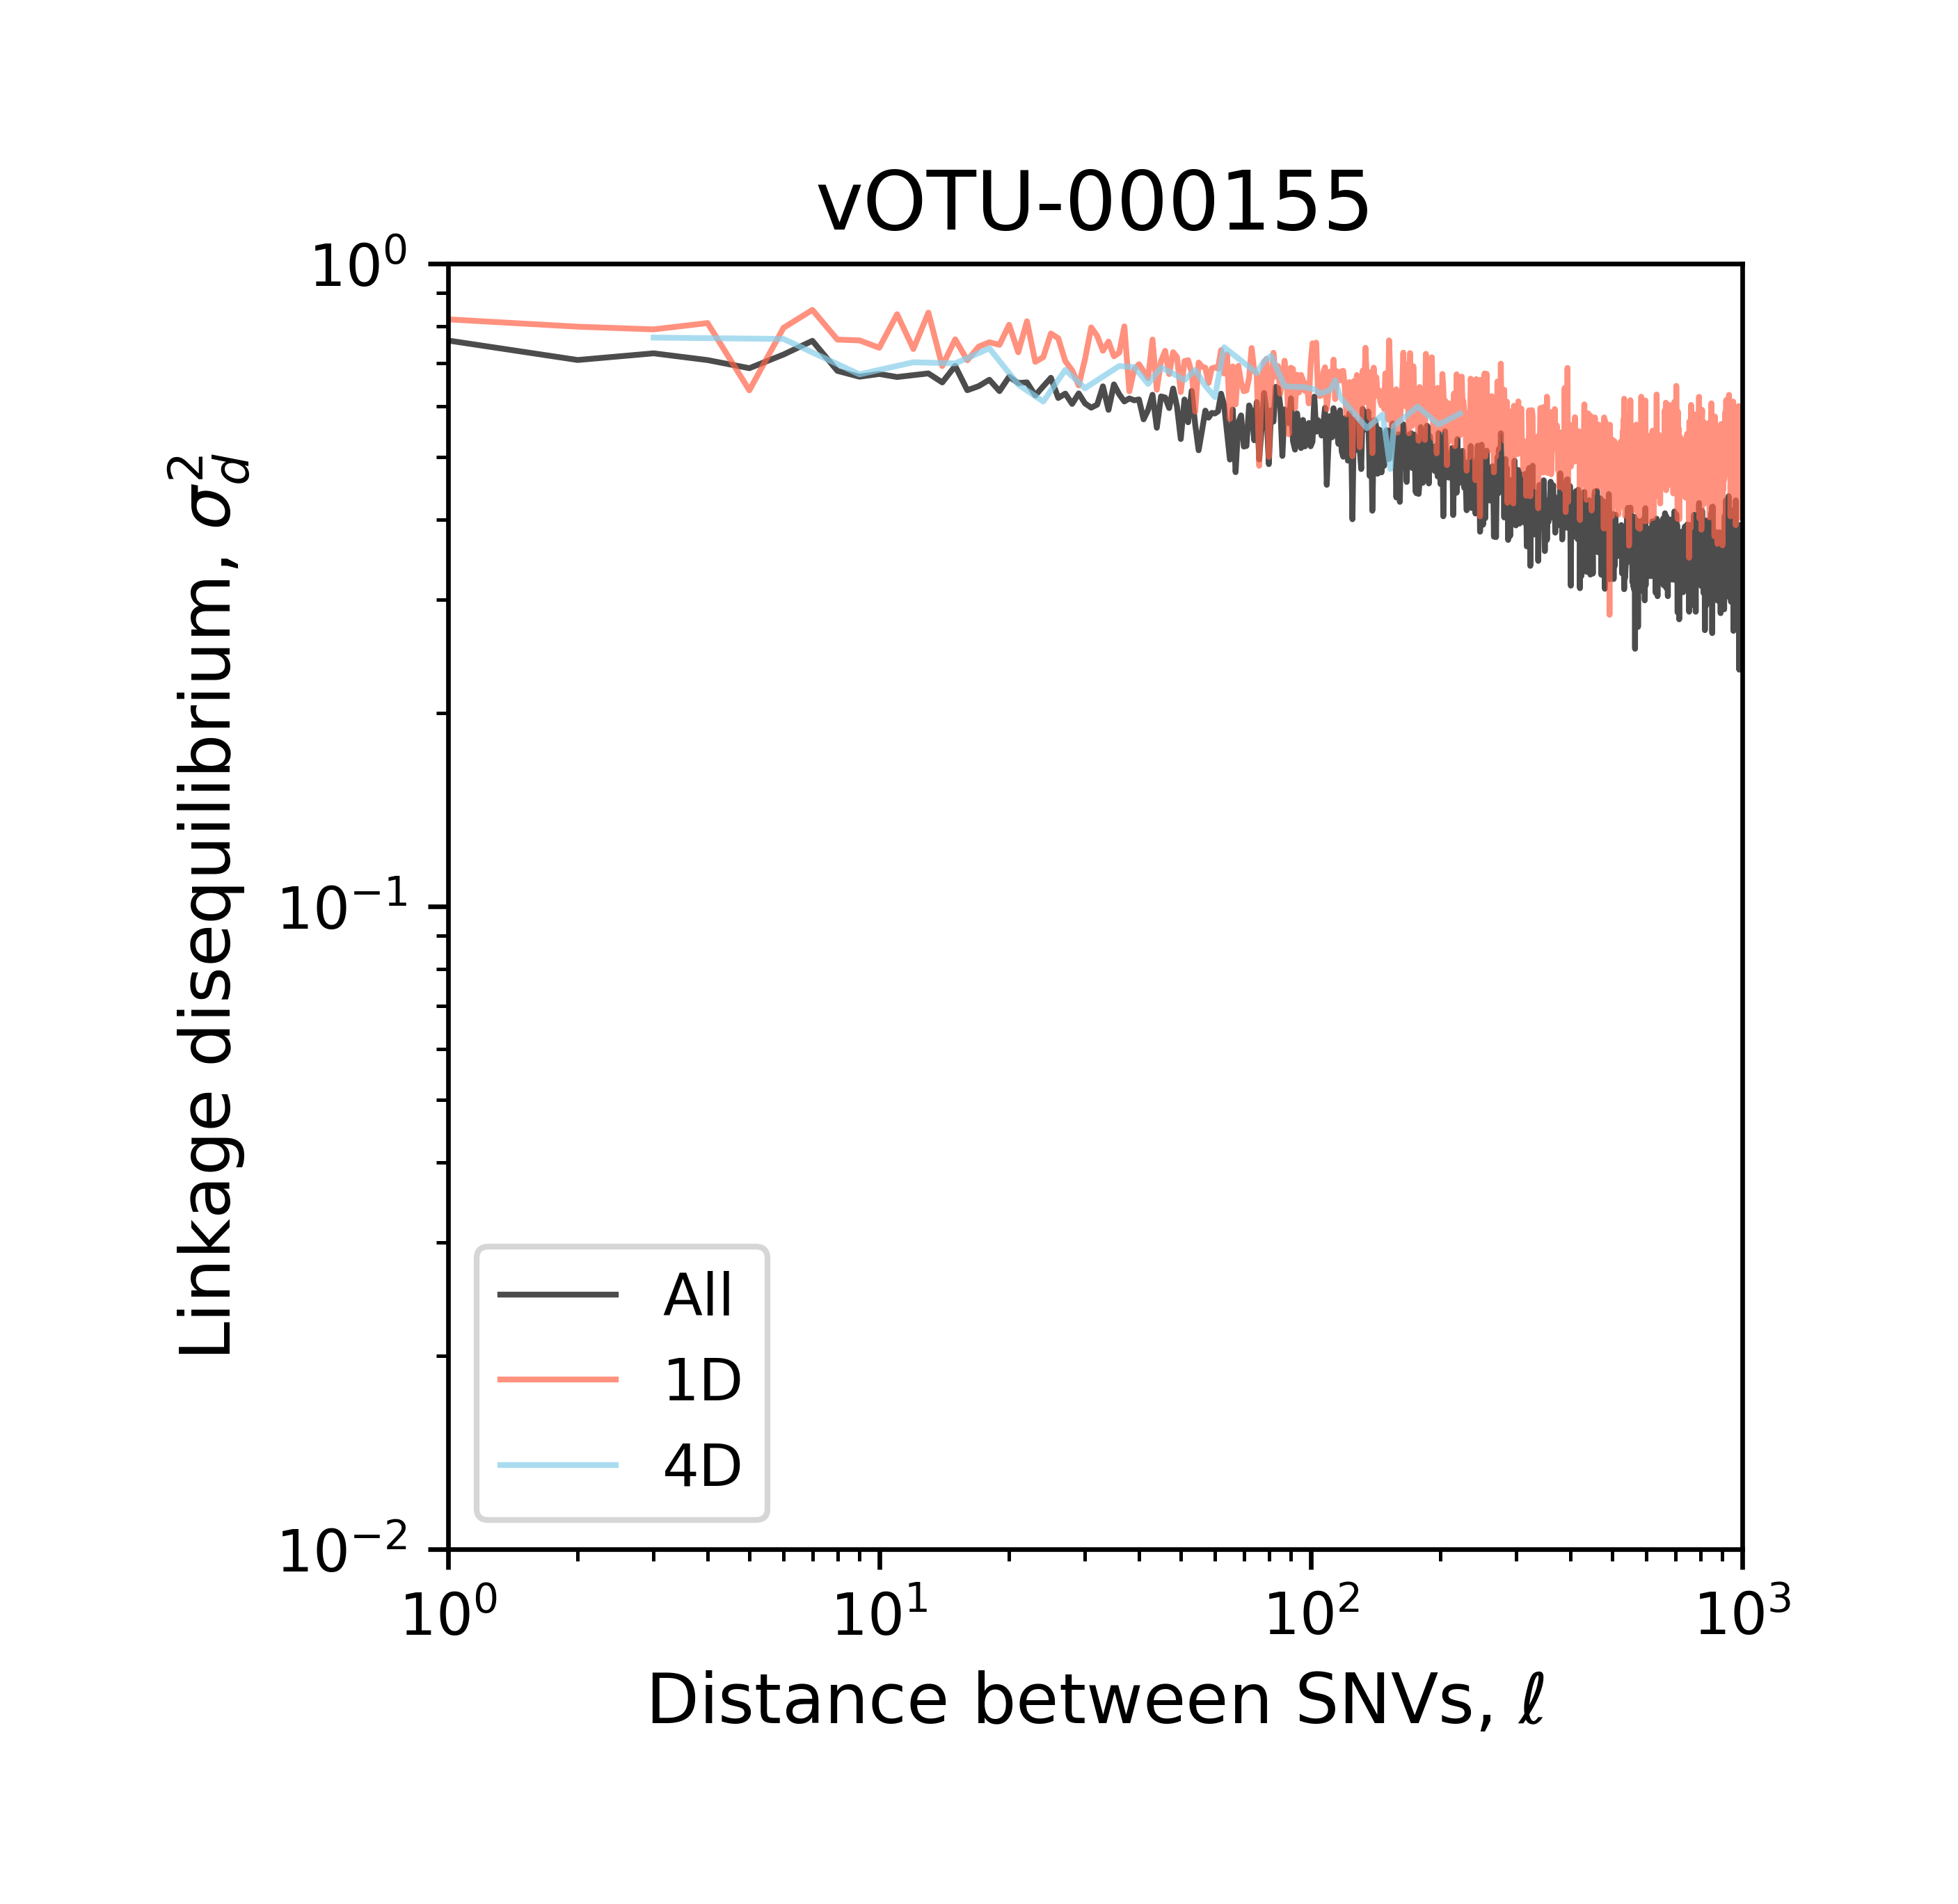 vOTU-000155
Linkage disequilibrium, σ_d^2
10^0
10^−1
10^−2
All
1D
4D
10^0
10^1
10^2
10^3
Distance between SNVs, ℓ